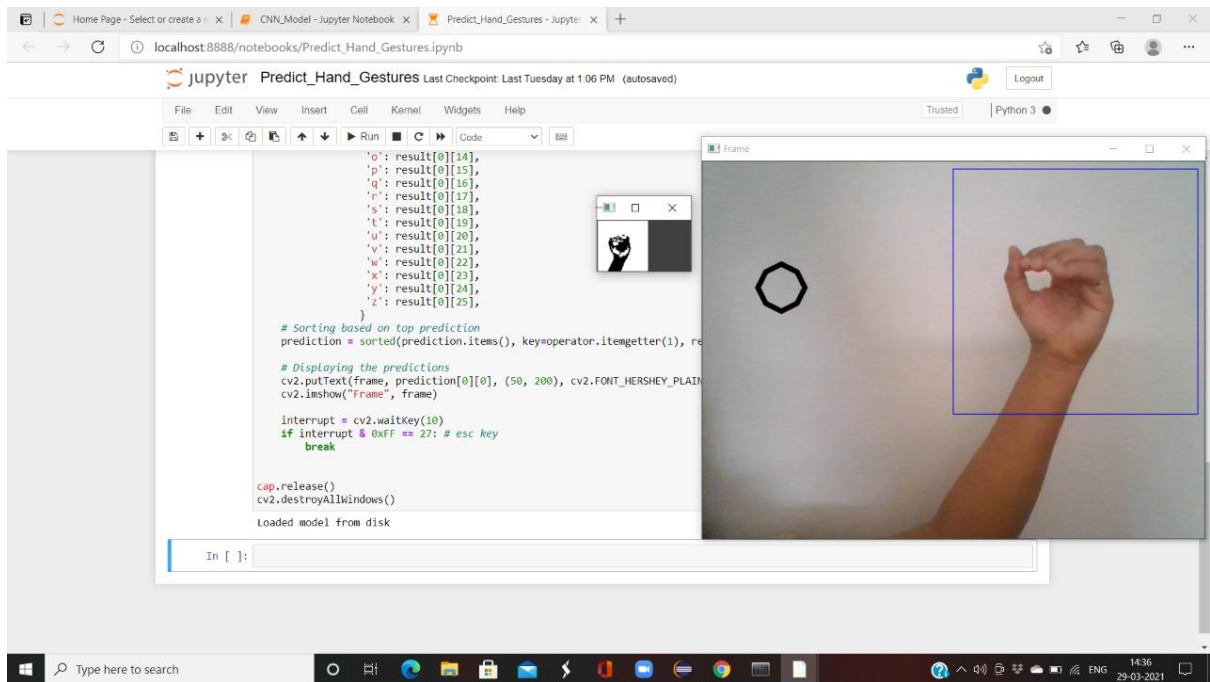 Home Page - Select or create a n
CNN_Model - Jupyter Notebook
Predict_Hand_Gestures - Jupyter
localhost:8888/notebooks/Predict_Hand_Gestures.ipynb
jupyter Predict_Hand_Gestures Last Checkpoint: Last Tuesday at 1:06 PM (autosaved)
Logout
File Edit View Insert Cell Kernel Widgets Help
Trusted Python 3
Run Code
Frame
'o': result[0][14],
'p': result[0][15],
'q': result[0][16],
'r': result[0][17],
's': result[0][18],
't': result[0][19],
'u': result[0][20],
'v': result[0][21],
'w': result[0][22],
'x': result[0][23],
'y': result[0][24],
'z': result[0][25],
}
# Sorting based on top prediction
prediction = sorted(prediction.items(), key=operator.itemgetter(1), re
# Displaying the predictions
cv2.putText(frame, prediction[0][0], (50, 200), cv2.FONT_HERSHEY_PLAIN
cv2.imshow("Frame", frame)
interrupt = cv2.waitKey(10)
if interrupt & 0xFF == 27: # esc key
break
cap.release()
cv2.destroyAllWindows()
Loaded model from disk
In [ ]:
O
Type here to search
ENG
14:36
29-03-2021